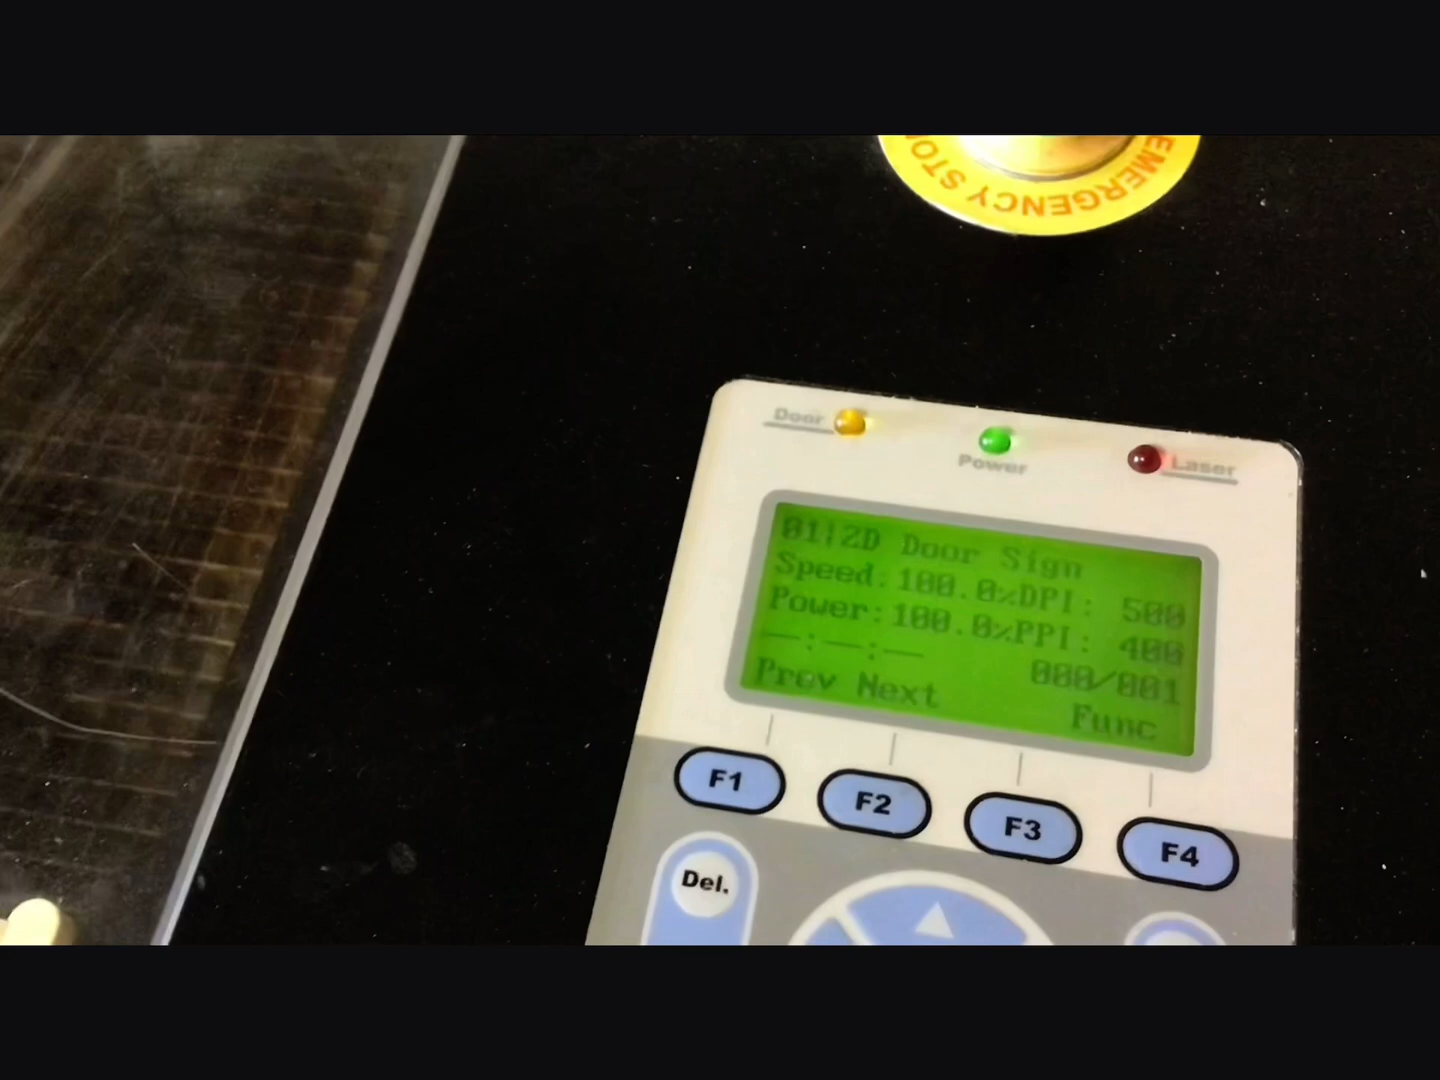 EMERGENCY STO
Door
Power
Laser
01|ZD Door Sign
Speed:100.0%DPI: 500
Power:100.0%PPI: 400
--:--:-- 000/001
Prev Next Func
F1 F2 F3 F4
Del.